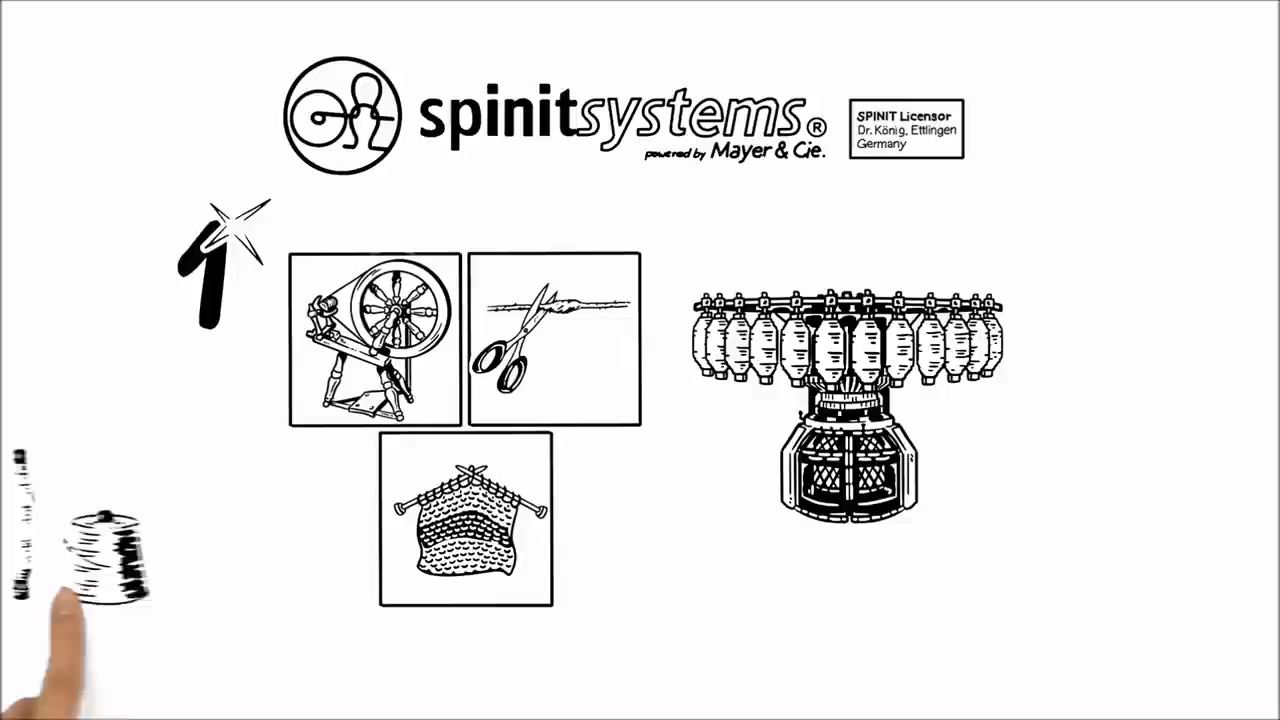 spinitsystems®
powered by Mayer & Cie.
SPINIT Licensor
Dr. König, Ettlingen
Germany
1